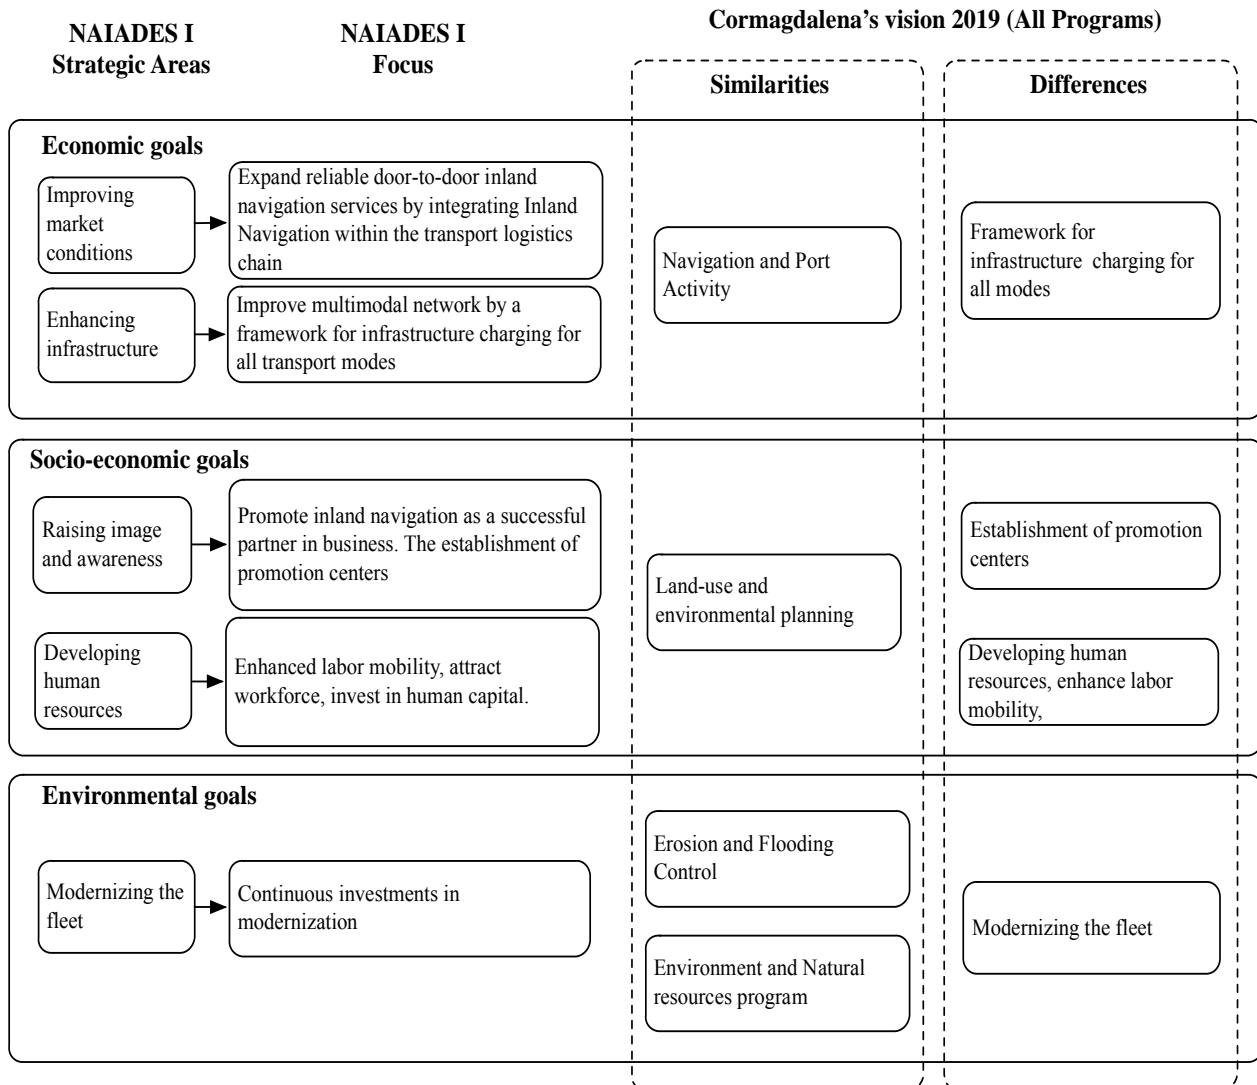 NAIADES I
Strategic Areas
NAIADES I
Focus
Cormagdalena's vision 2019 (All Programs)
Similarities
Differences
Economic goals
Improving
market
conditions
Expand reliable door-to-door inland
navigation services by integrating Inland
Navigation within the transport logistics
chain
Enhancing
infrastructure
Improve multimodal network by a
framework for infrastructure charging for
all transport modes
Navigation and Port
Activity
Framework for
infrastructure charging for
all modes
Socio-economic goals
Raising image
and awareness
Promote inland navigation as a successful
partner in business. The establishment of
promotion centers
Developing
human
resources
Enhanced labor mobility, attract
workforce, invest in human capital.
Land-use and
environmental planning
Establishment of promotion
centers
Developing human
resources, enhance labor
mobility,
Environmental goals
Modernizing the
fleet
Continuous investments in
modernization
Erosion and Flooding
Control
Environment and Natural
resources program
Modernizing the fleet